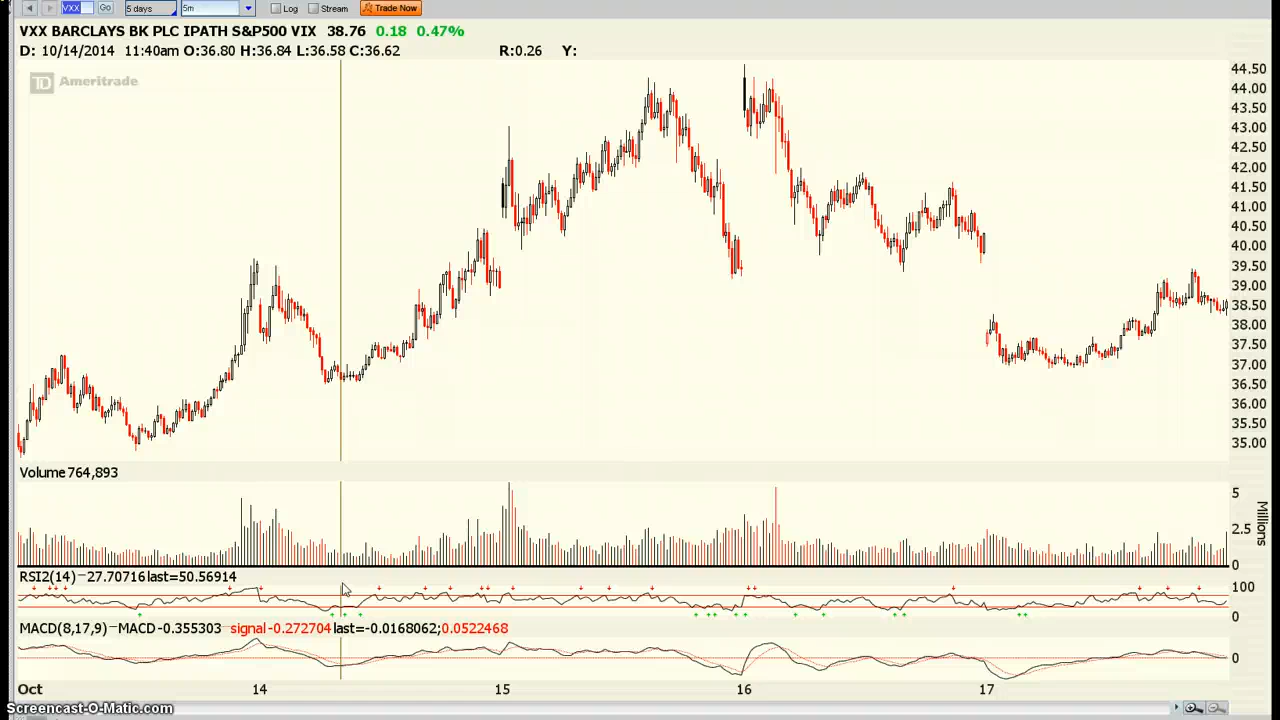 VXX Go 5 days 5m Log Stream Trade Now
VXX BARCLAYS BK PLC IPATH S&P500 VIX 38.76 0.18 0.47%
D: 10/14/2014 11:40am O:36.80 H:36.84 L:36.58 C:36.62 R:0.26 Y:
TD Ameritrade
44.50
44.00
43.50
43.00
42.50
42.00
41.50
41.00
40.50
40.00
39.50
39.00
38.50
38.00
37.50
37.00
36.50
36.00
35.50
35.00
Volume 764,893
5
2.5
0
Millions
RSI2(14) −27.70716 last=50.56914
100
0
MACD(8,17,9) − MACD -0.355303 signal -0.272704 last=-0.0168062;0.0522468
0
Oct 14 15 16 17
Screencast-O-Matic.com